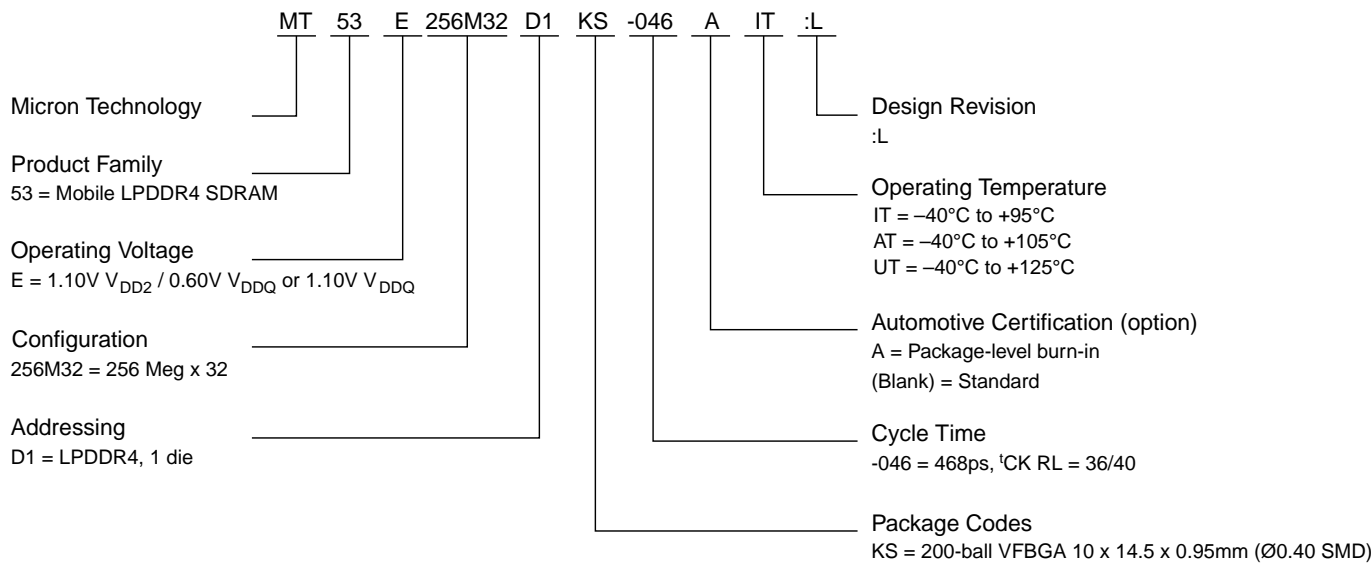 MT 53 E 256M32 D1 KS -046 A IT :L
Micron Technology
Product Family
53 = Mobile LPDDR4 SDRAM
Operating Voltage
E = 1.10V VDD2 / 0.60V VDDQ or 1.10V VDDQ
Configuration
256M32 = 256 Meg x 32
Addressing
D1 = LPDDR4, 1 die
Design Revision
:L
Operating Temperature
IT = –40°C to +95°C
AT = –40°C to +105°C
UT = –40°C to +125°C
Automotive Certification (option)
A = Package-level burn-in
(Blank) = Standard
Cycle Time
-046 = 468ps, tCK RL = 36/40
Package Codes
KS = 200-ball VFBGA 10 x 14.5 x 0.95mm (Ø0.40 SMD)